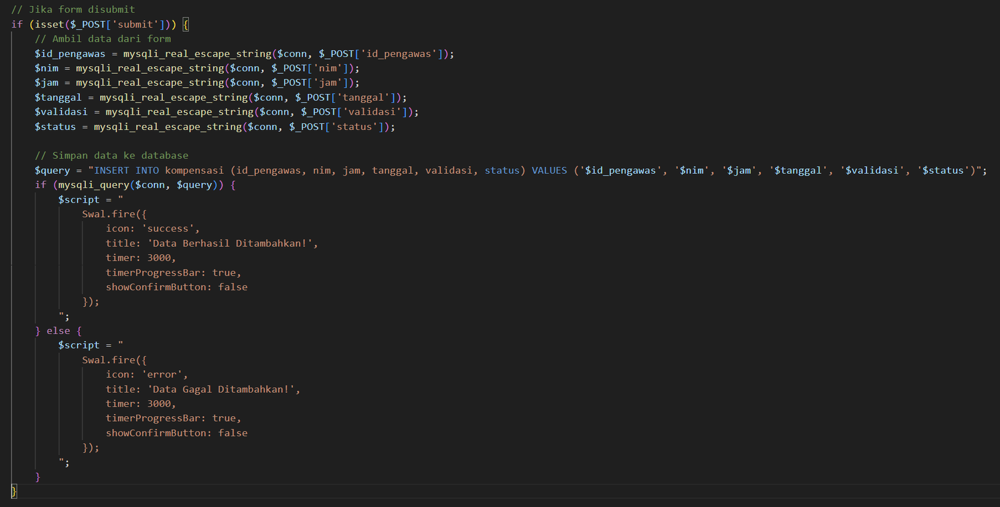 // Jika form disubmit
if (isset($_POST['submit'])) {
    // Ambil data dari form
    $id_pengawas = mysqli_real_escape_string($conn, $_POST['id_pengawas']);
    $nim = mysqli_real_escape_string($conn, $_POST['nim']);
    $jam = mysqli_real_escape_string($conn, $_POST['jam']);
    $tanggal = mysqli_real_escape_string($conn, $_POST['tanggal']);
    $validasi = mysqli_real_escape_string($conn, $_POST['validasi']);
    $status = mysqli_real_escape_string($conn, $_POST['status']);

    // Simpan data ke database
    $query = "INSERT INTO kompensasi (id_pengawas, nim, jam, tanggal, validasi, status) VALUES ('$id_pengawas', '$nim', '$jam', '$tanggal', '$validasi', '$status')";
    if (mysqli_query($conn, $query)) {
        $script = "
            Swal.fire({
                icon: 'success',
                title: 'Data Berhasil Ditambahkan!',
                timer: 3000,
                timerProgressBar: true,
                showConfirmButton: false
            });
        ";
    } else {
        $script = "
            Swal.fire({
                icon: 'error',
                title: 'Data Gagal Ditambahkan!',
                timer: 3000,
                timerProgressBar: true,
                showConfirmButton: false
            });
        ";
    }
}